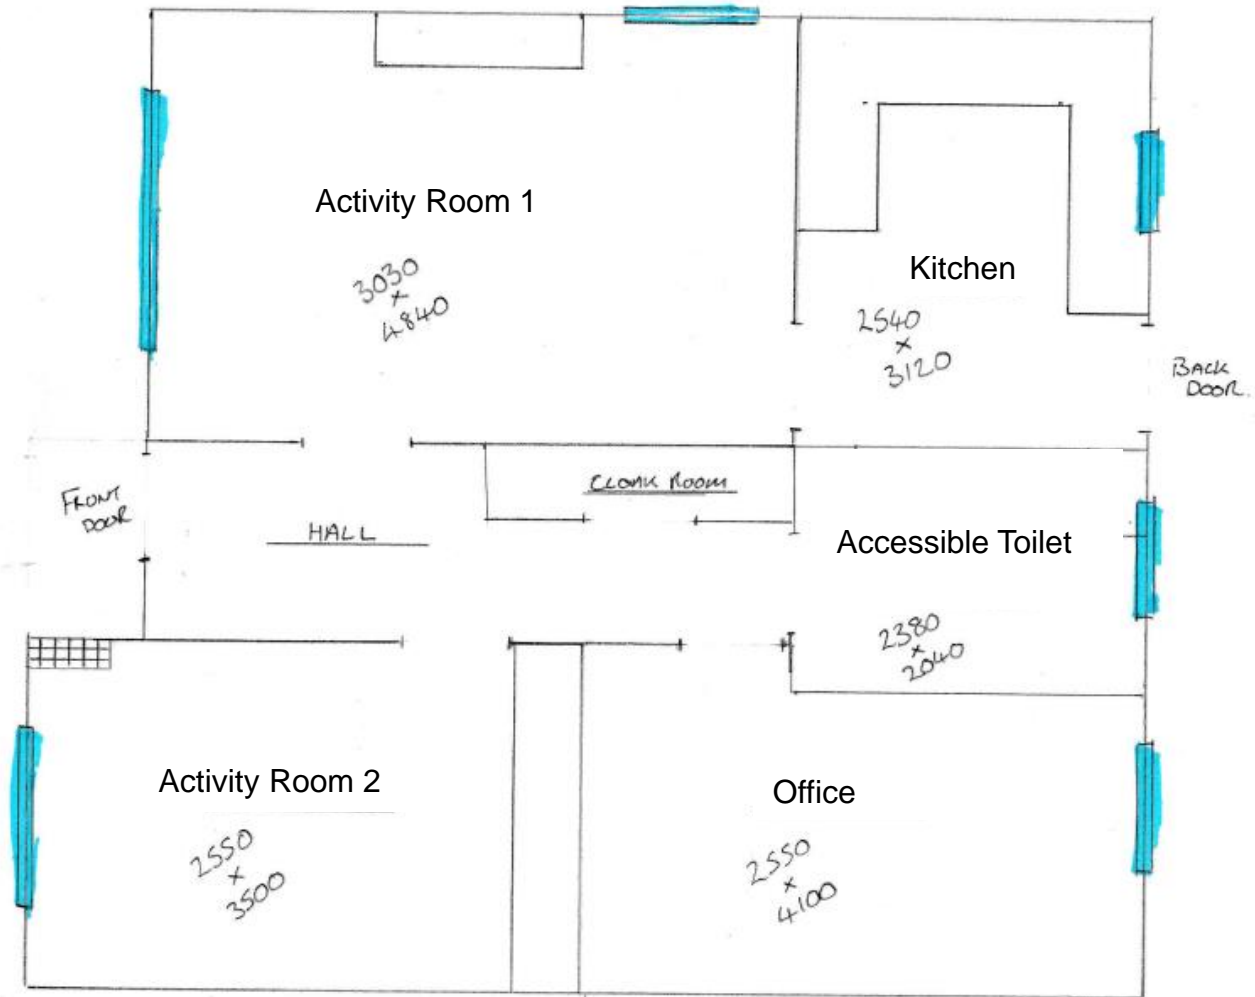 Activity Room 1
3030
x
4840
Kitchen
2540
x
3120
BACK
DOOR.
FRONT
DOOR
HALL
CLOAK ROOM
Accessible Toilet
2380
x
2040
Activity Room 2
2550
x
3500
Office
2550
x
4100